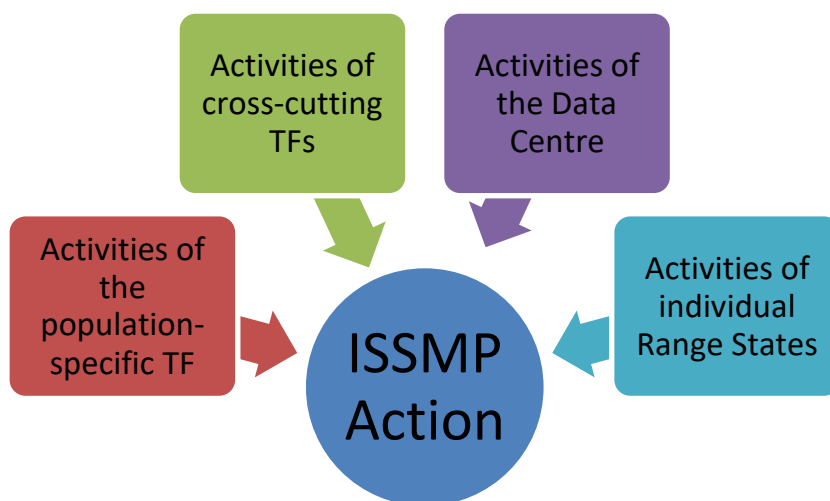 Activities of
cross-cutting
TFs
Activities of
the Data
Centre
Activities of
the
population-
specific TF
Activities of
individual
Range States
ISSMP
Action